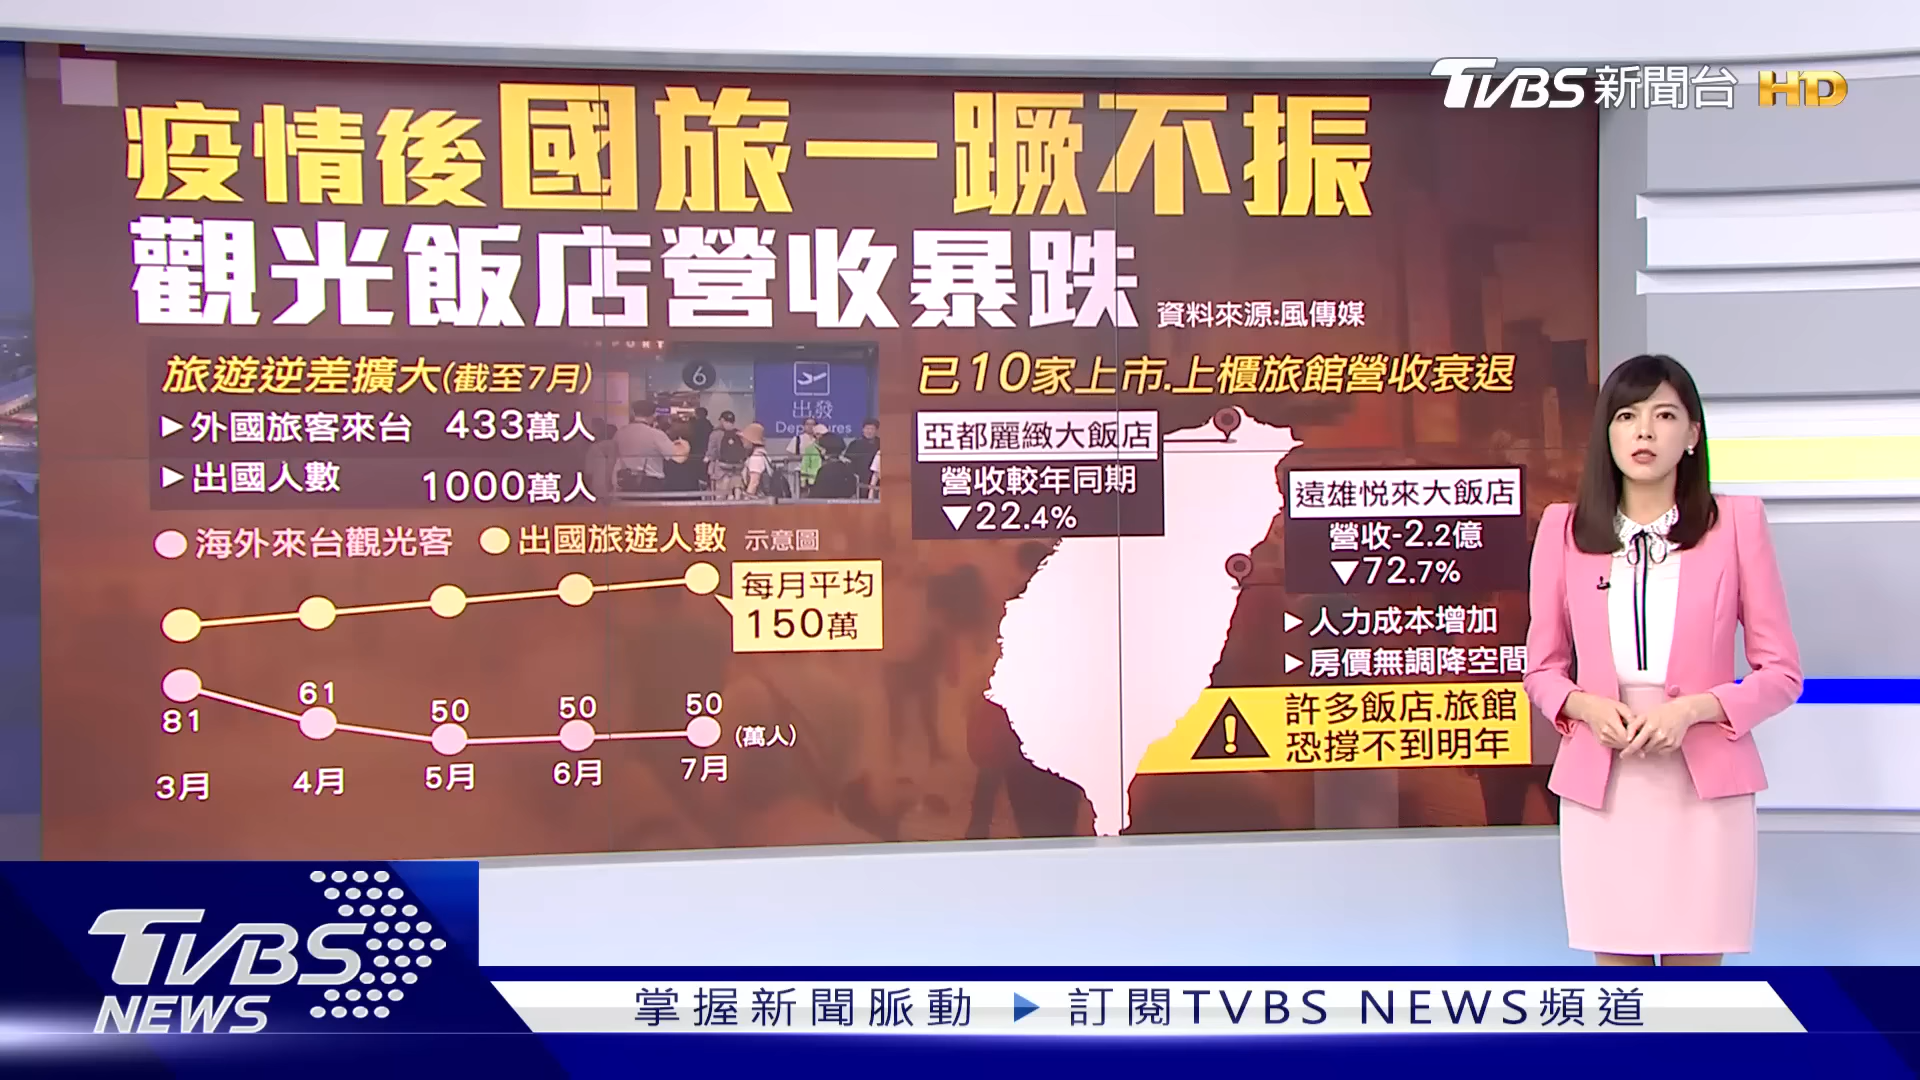 TVBS新聞台 HD
疫情後國旅一蹶不振
觀光飯店營收暴跌
資料來源:風傳媒
旅遊逆差擴大(截至7月)
▶外國旅客來台 433萬人
▶出國人數 1000萬人
6
出發
Departures
海外來台觀光客 出國旅遊人數 示意圖
每月平均
150萬
81 61 50 50 50 (萬人)
3月 4月 5月 6月 7月
已10家上市.上櫃旅館營收衰退
亞都麗緻大飯店
營收較年同期
▼22.4%
遠雄悅來大飯店
營收-2.2億
▼72.7%
▶人力成本增加
▶房價無調降空間
許多飯店.旅館
恐撐不到明年
TVBS
NEWS
掌握新聞脈動 ▶ 訂閱TVBS NEWS頻道